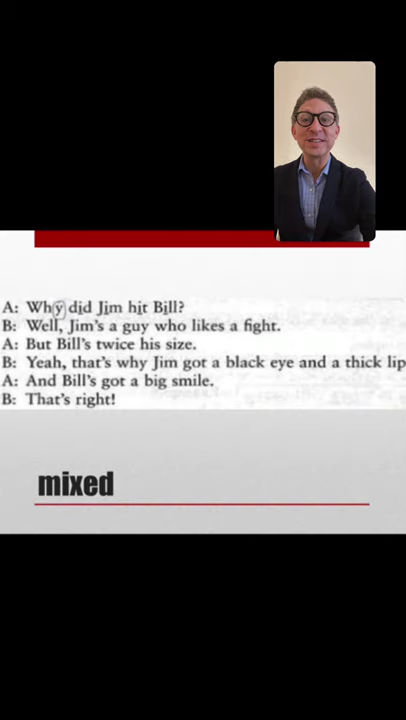 A: Why did Jim hit Bill?
B: Well, Jim's a guy who likes a fight.
A: But Bill's twice his size.
B: Yeah, that's why Jim got a black eye and a thick lip
A: And Bill's got a big smile.
B: That's right!
mixed